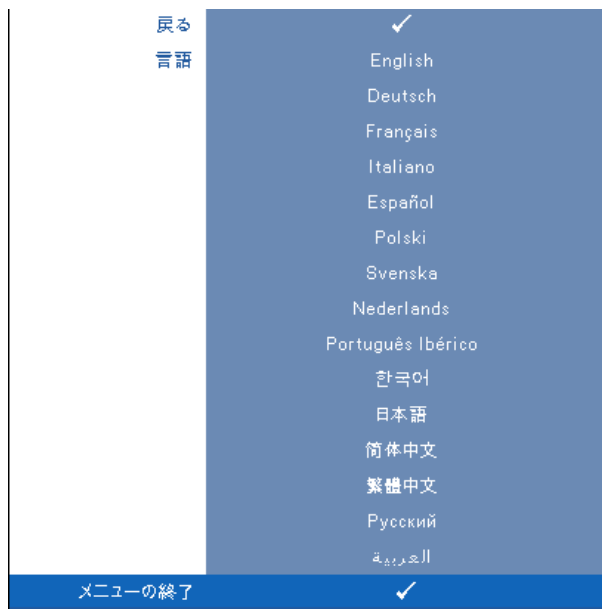 戻る ✓
言語 English
Deutsch
Français
Italiano
Español
Polski
Svenska
Nederlands
Português Ibérico
한국어
日本語
简体中文
繁體中文
Русский
العربية
メニューの終了 ✓